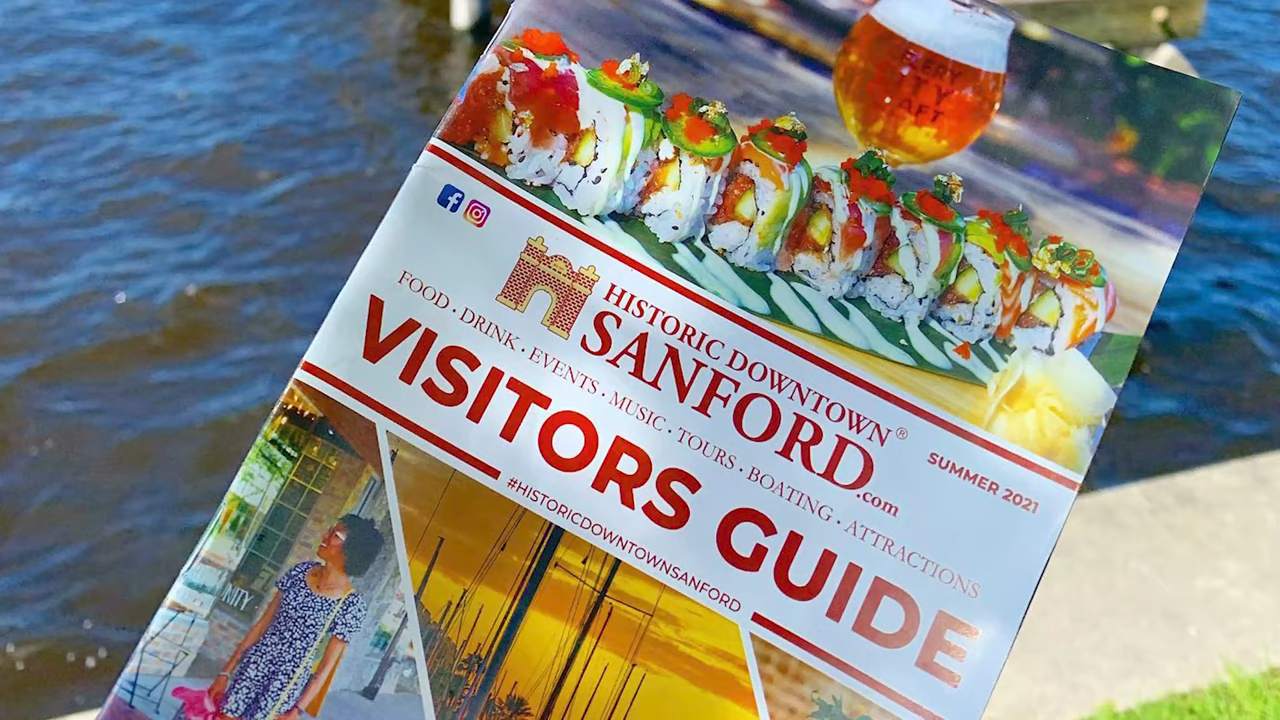 HISTORIC DOWNTOWN®
SANFORD.com
SUMMER 2021
FOOD · DRINK · EVENTS · MUSIC · TOURS · BOATING · ATTRACTIONS
VISITORS GUIDE
#HISTORICDOWNTOWNSANFORD